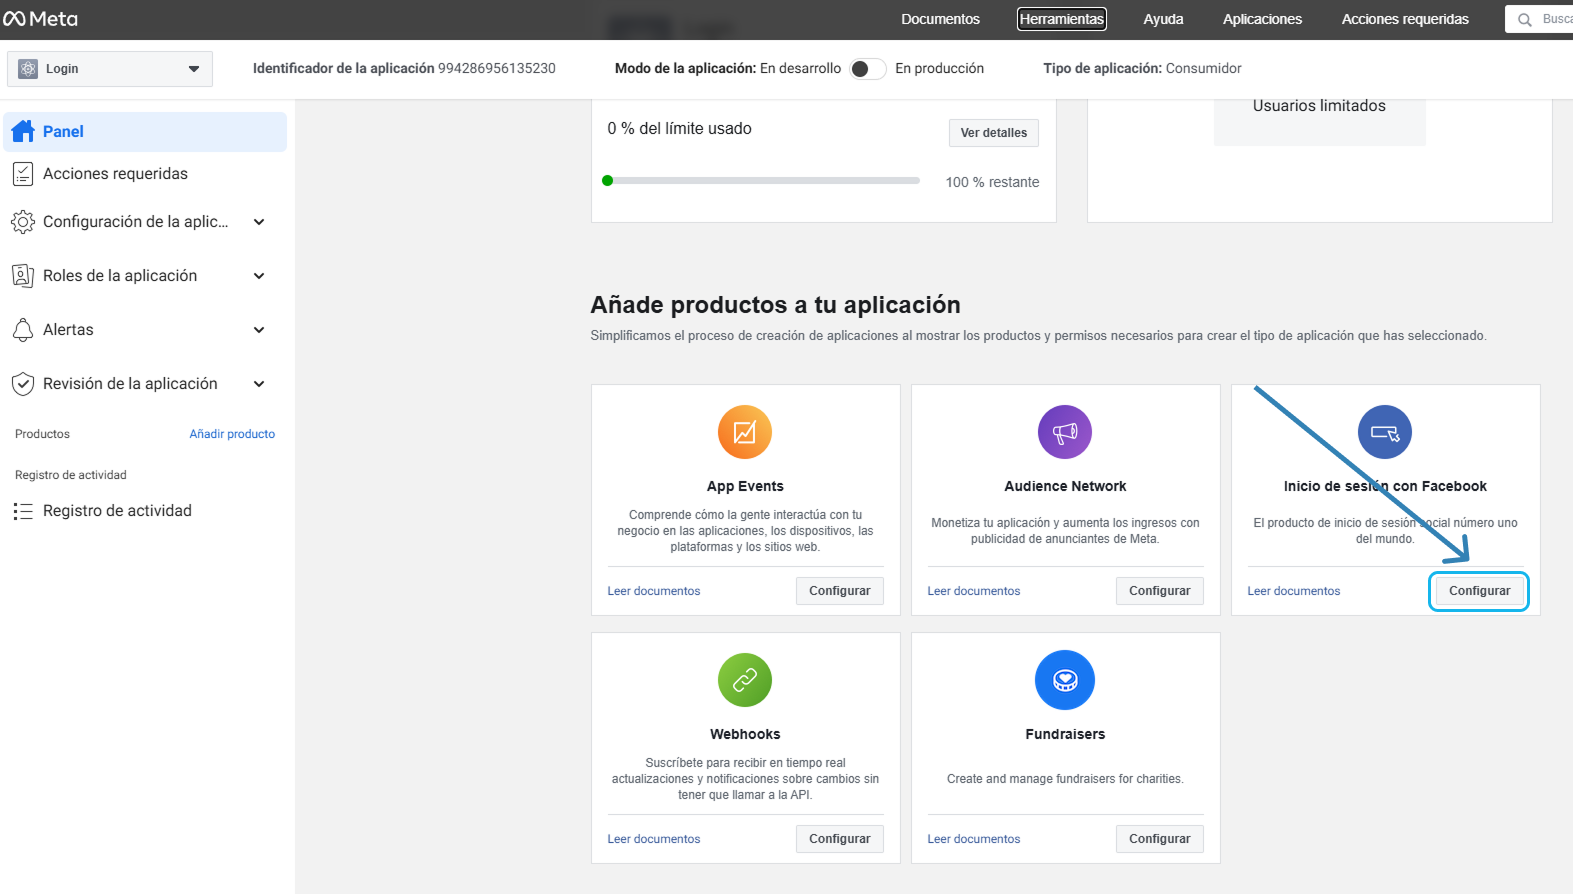 Meta
Documentos
Herramientas
Ayuda
Aplicaciones
Acciones requeridas
Login
Identificador de la aplicación 994286956135230
Modo de la aplicación: En desarrollo
En producción
Tipo de aplicación: Consumidor
Panel
Acciones requeridas
Configuración de la aplic...
Roles de la aplicación
Alertas
Revisión de la aplicación
Productos
Añadir producto
Registro de actividad
Registro de actividad
0 % del límite usado
Ver detalles
100 % restante
Usuarios limitados
Añade productos a tu aplicación
Simplificamos el proceso de creación de aplicaciones al mostrar los productos y permisos necesarios para crear el tipo de aplicación que has seleccionado.
App Events
Comprende cómo la gente interactúa con tu
negocio en las aplicaciones, los dispositivos, las
plataformas y los sitios web.
Leer documentos
Configurar
Audience Network
Monetiza tu aplicación y aumenta los ingresos con
publicidad de anunciantes de Meta.
Leer documentos
Configurar
Inicio de sesión con Facebook
El producto de inicio de sesión social número uno
del mundo.
Leer documentos
Configurar
Webhooks
Suscríbete para recibir en tiempo real
actualizaciones y notificaciones sobre cambios sin
tener que llamar a la API.
Leer documentos
Configurar
Fundraisers
Create and manage fundraisers for charities.
Leer documentos
Configurar